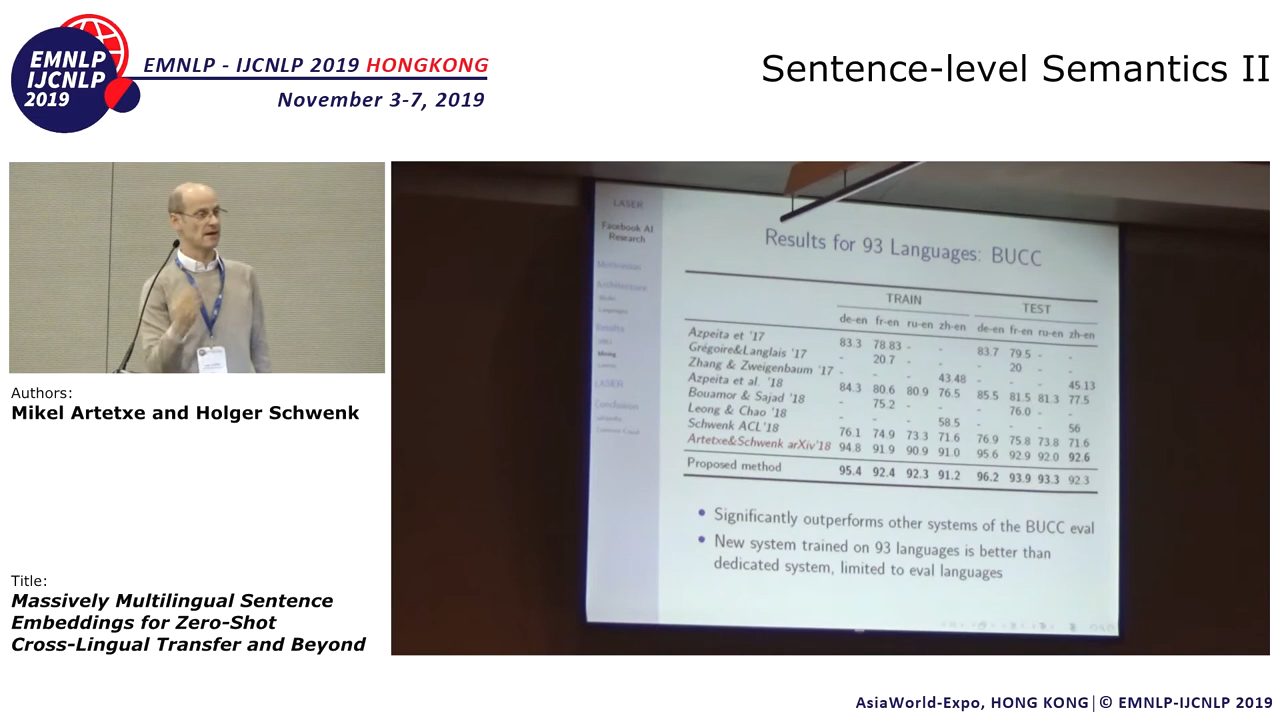 EMNLP
IJCNLP
2019
EMNLP - IJCNLP 2019 HONGKONG
November 3-7, 2019
Sentence-level Semantics II
Authors:
Mikel Artetxe and Holger Schwenk
Title:
Massively Multilingual Sentence
Embeddings for Zero-Shot
Cross-Lingual Transfer and Beyond
LASER
Facebook AI
Research
Motivation
Architecture
Results
Mining
LASER
Conclusion
Results for 93 Languages: BUCC
TRAIN TEST
de-en fr-en ru-en zh-en de-en fr-en ru-en zh-en
Azpeita et '17 83.3 78.83 - - 83.7 79.5 - -
Grégoire&Langlais '17 - 20.7 - - - 20 - -
Zhang & Zweigenbaum '17 - - - 43.48 - - - 45.13
Azpeita et al. '18 84.3 80.6 80.9 76.5 85.5 81.5 81.3 77.5
Bouamor & Sajad '18 - 75.2 - - - 76.0 - -
Leong & Chao '18 - - - 58.5 - - - 56
Schwenk ACL'18 76.1 74.9 73.3 71.6 76.9 75.8 73.8 71.6
Artetxe&Schwenk arXiv'18 94.8 91.9 90.9 91.0 95.6 92.9 92.0 92.6
Proposed method 95.4 92.4 92.3 91.2 96.2 93.9 93.3 92.3
• Significantly outperforms other systems of the BUCC eval
• New system trained on 93 languages is better than
dedicated system, limited to eval languages
AsiaWorld-Expo, HONG KONG|© EMNLP-IJCNLP 2019